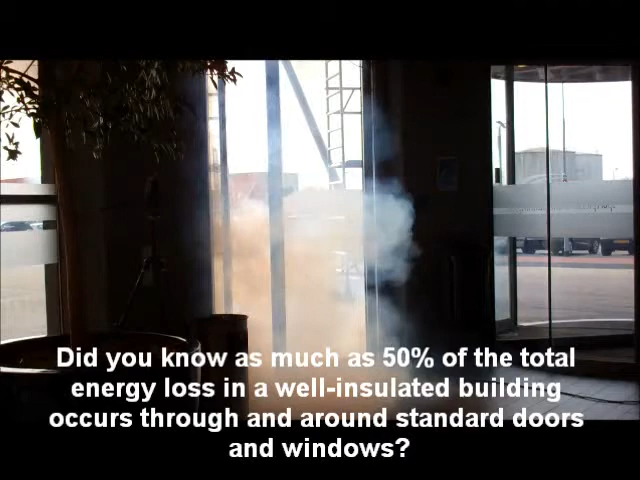 Did you know as much as 50% of the total
energy loss in a well-insulated building
occurs through and around standard doors
and windows?